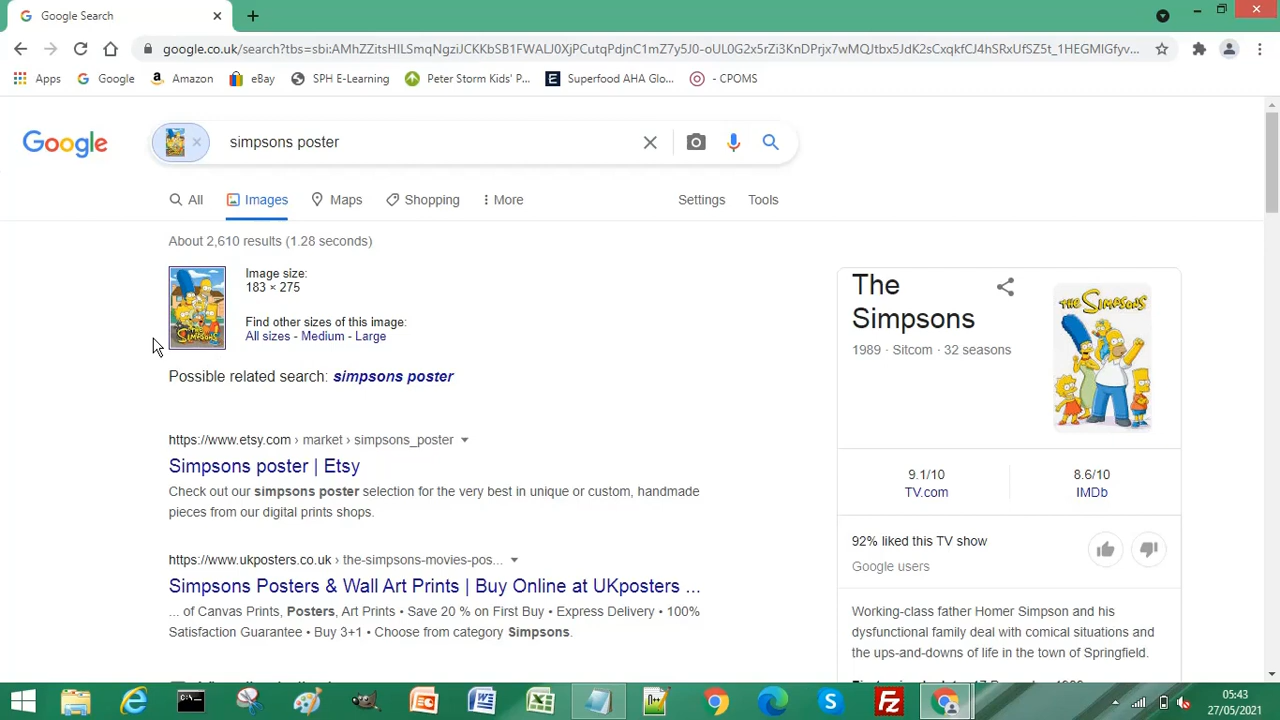 Google Search
google.co.uk/search?tbs=sbi:AMhZZitsHILSmqNgziJCKKbSB1FWALJ0XjPCutqPdjnC1mZ7y5J0-oUL0G2x5rZi3KnDPrjx7wMQJtbx5JdK2sCxqkfCJ4hSRxUfSZ5t_1HEGMIGfyv...
Apps Google Amazon eBay SPH E-Learning Peter Storm Kids' P... Superfood AHA Glo... - CPOMS
Google simpsons poster
All Images Maps Shopping More Settings Tools
About 2,610 results (1.28 seconds)
Image size:
183 × 275
Find other sizes of this image:
All sizes - Medium - Large
Possible related search: simpsons poster
https://www.etsy.com › market › simpsons_poster
Simpsons poster | Etsy
Check out our simpsons poster selection for the very best in unique or custom, handmade
pieces from our digital prints shops.
https://www.ukposters.co.uk › the-simpsons-movies-pos...
Simpsons Posters & Wall Art Prints | Buy Online at UKposters ...
... of Canvas Prints, Posters, Art Prints • Save 20 % on First Buy • Express Delivery • 100%
Satisfaction Guarantee • Buy 3+1 • Choose from category Simpsons.
The
Simpsons
1989 · Sitcom · 32 seasons
THE SIMPSONS
9.1/10
TV.com
8.6/10
IMDb
92% liked this TV show
Google users
Working-class father Homer Simpson and his
dysfunctional family deal with comical situations and
the ups-and-downs of life in the town of Springfield.
05:43
27/05/2021